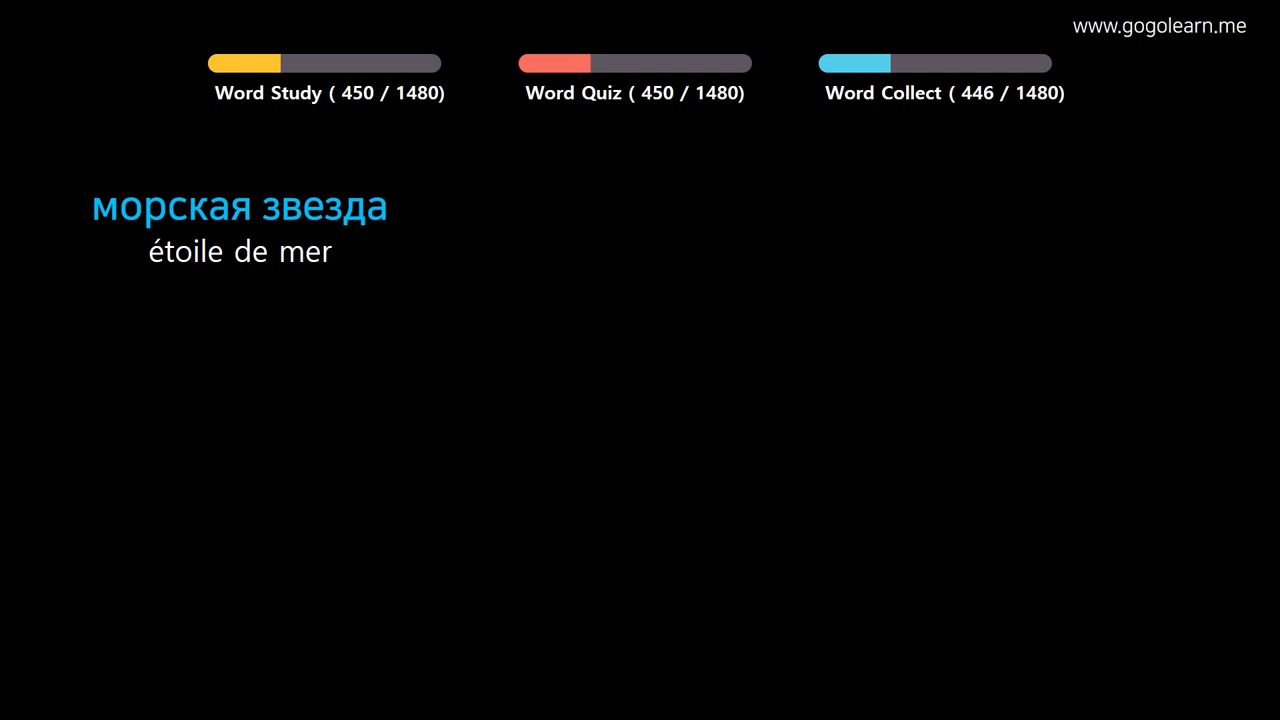 www.gogolearn.me
Word Study ( 450 / 1480)
Word Quiz ( 450 / 1480)
Word Collect ( 446 / 1480)
морская звезда
étoile de mer